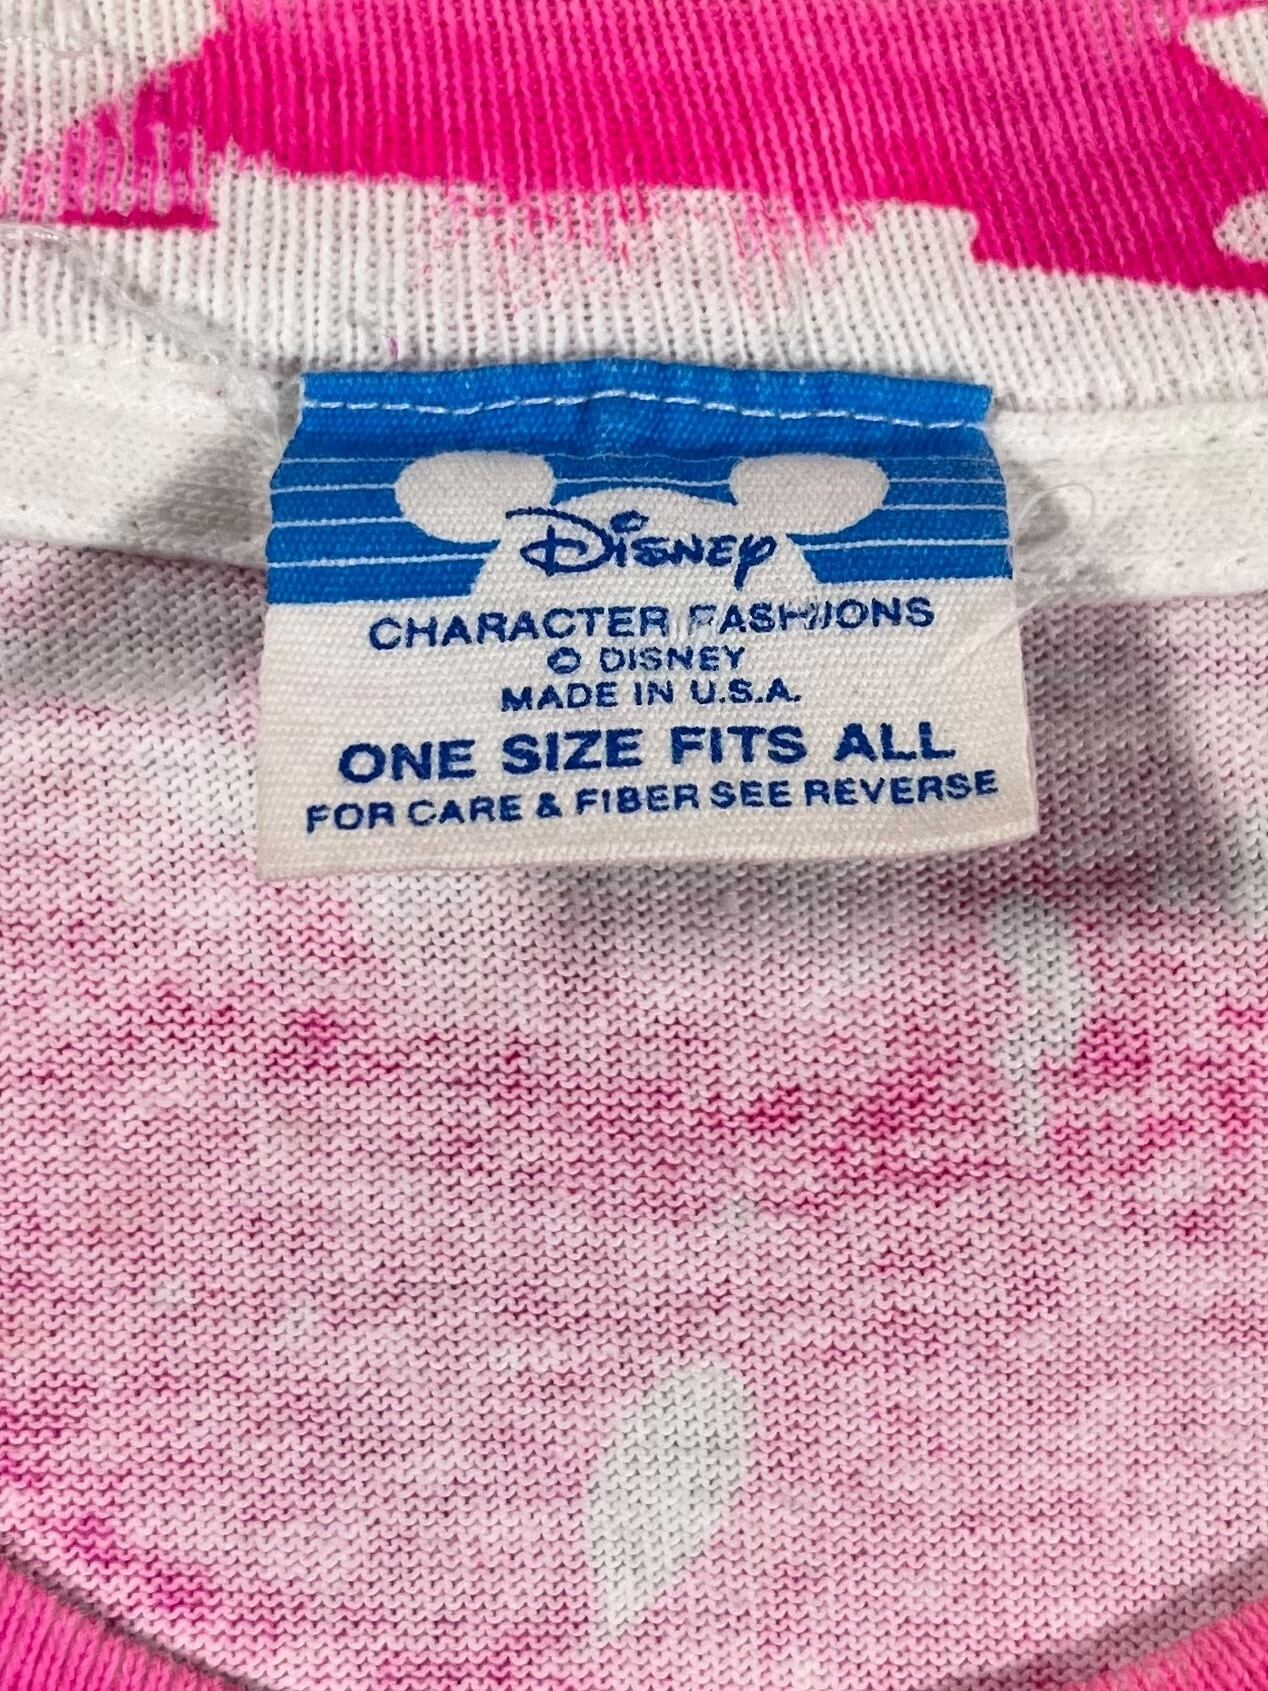 Disney
CHARACTER FASHIONS
© DISNEY
MADE IN U.S.A.
ONE SIZE FITS ALL
FOR CARE & FIBER SEE REVERSE